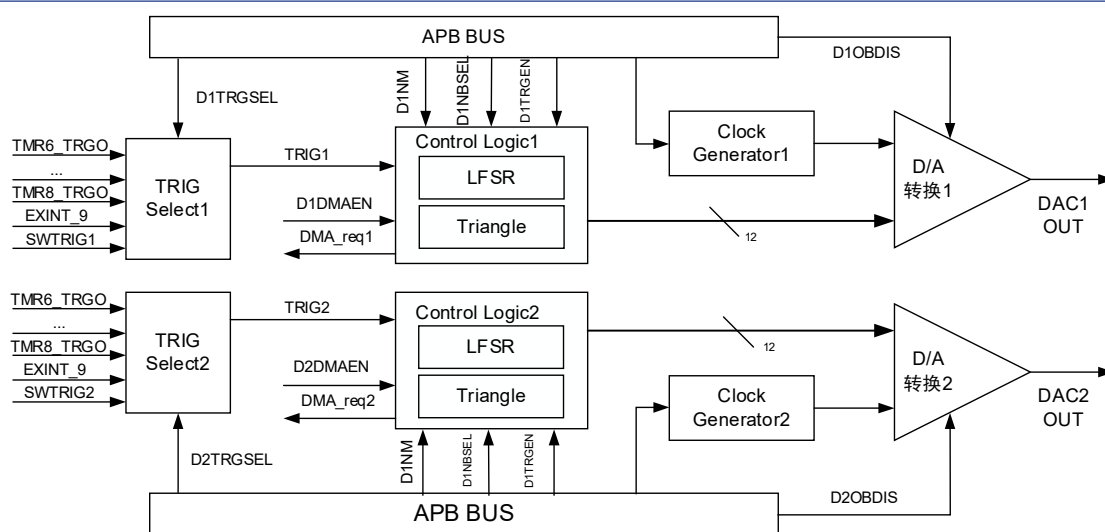 APB BUS
D1OBDIS
D1TRGSEL
D1NM
D1NBSEL
D1TRGEN
TMR6_TRGO
...
TMR8_TRGO
EXINT_9
SWTRIG1
TRIG
Select1
TRIG1
D1DMAEN
DMA_req1
Control Logic1
LFSR
Triangle
Clock
Generator1
12
D/A
转换1
DAC1
OUT
TMR6_TRGO
...
TMR8_TRGO
EXINT_9
SWTRIG2
TRIG
Select2
TRIG2
D2DMAEN
DMA_req2
Control Logic2
LFSR
Triangle
12
Clock
Generator2
D/A
转换2
DAC2
OUT
D2TRGSEL
D1NM
D1NBSEL
D1TRGEN
D2OBDIS
APB BUS